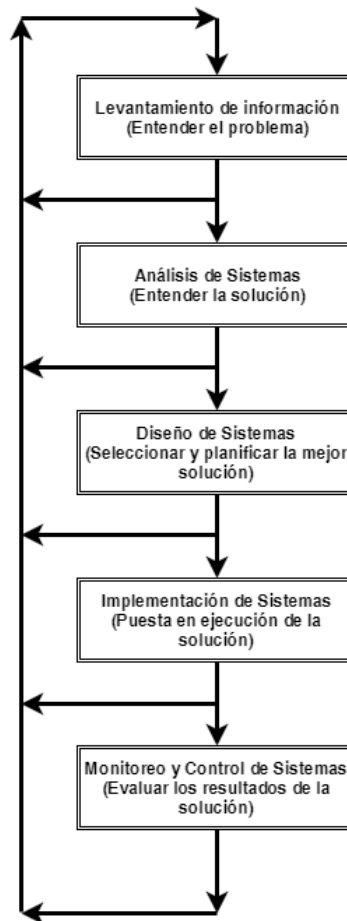 Levantamiento de información
(Entender el problema)
Análisis de Sistemas
(Entender la solución)
Diseño de Sistemas
(Seleccionar y planificar la mejor
solución)
Implementación de Sistemas
(Puesta en ejecución de la
solución)
Monitoreo y Control de Sistemas
(Evaluar los resultados de la
solución)